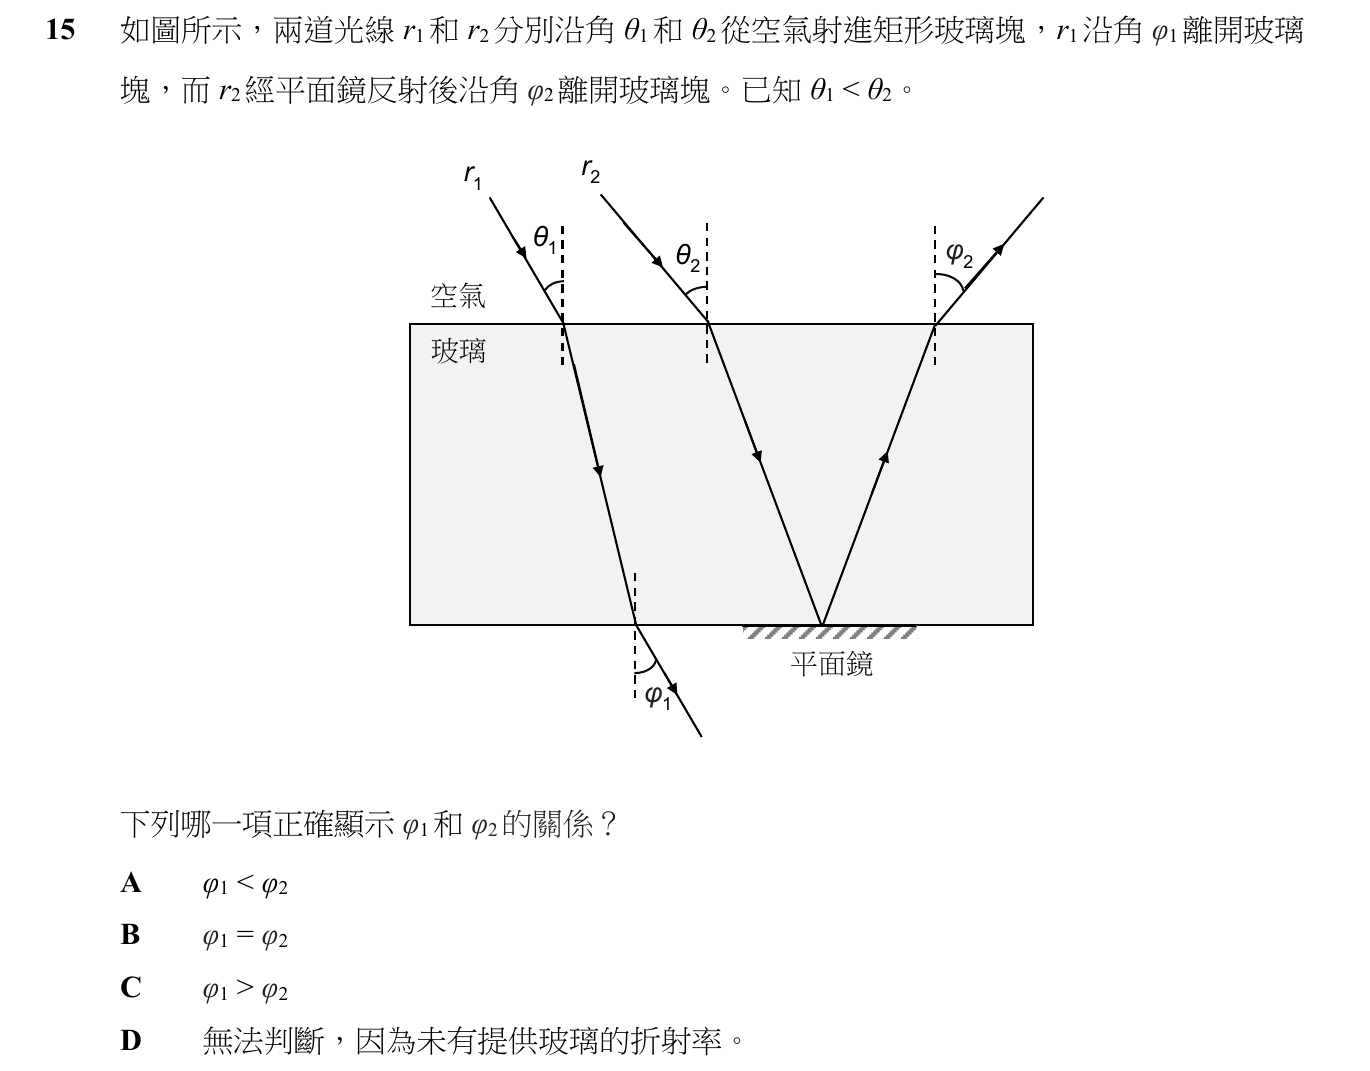 15 如圖所示，兩道光線 r1 和 r2 分別沿角 θ1 和 θ2 從空氣射進矩形玻璃塊，r1 沿角 φ1 離開玻璃
塊，而 r2 經平面鏡反射後沿角 φ2 離開玻璃塊。已知 θ1 < θ2。
r1
r2
θ1
θ2
φ2
空氣
玻璃
平面鏡
φ1
下列哪一項正確顯示 φ1 和 φ2 的關係？
A φ1 < φ2
B φ1 = φ2
C φ1 > φ2
D 無法判斷，因為未有提供玻璃的折射率。